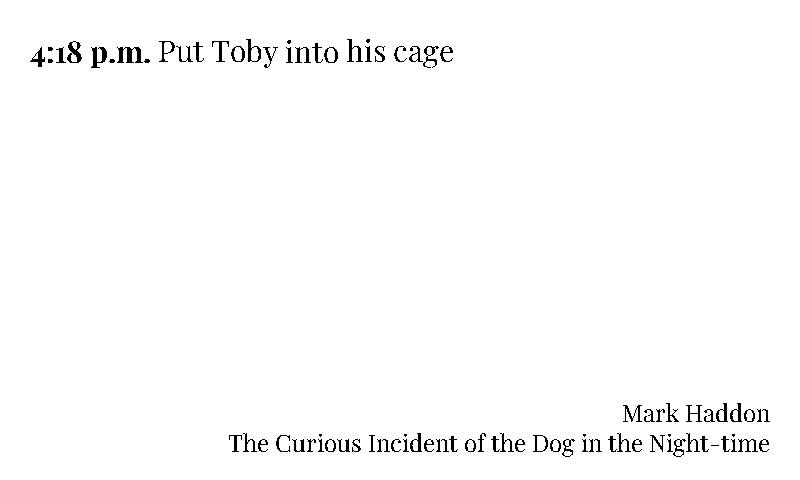 4:18 p.m. Put Toby into his cage
Mark Haddon
The Curious Incident of the Dog in the Night-time